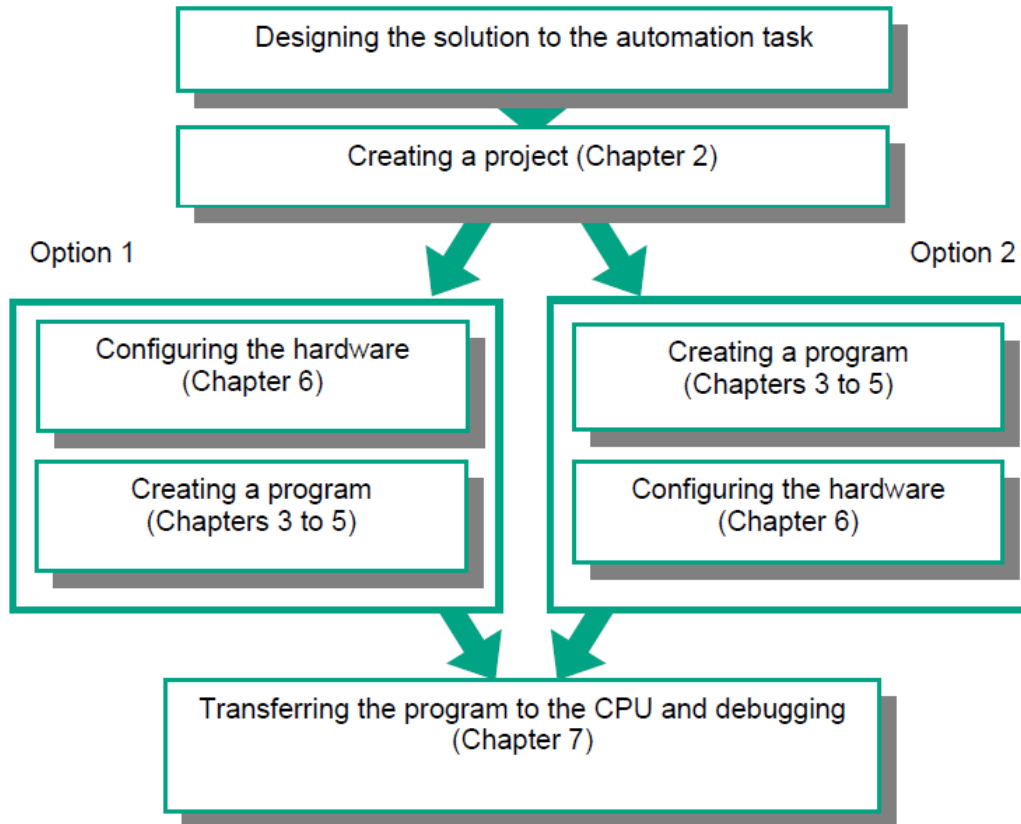 Designing the solution to the automation task
Creating a project (Chapter 2)
Option 1
Configuring the hardware
(Chapter 6)
Creating a program
(Chapters 3 to 5)
Option 2
Creating a program
(Chapters 3 to 5)
Configuring the hardware
(Chapter 6)
Transferring the program to the CPU and debugging
(Chapter 7)